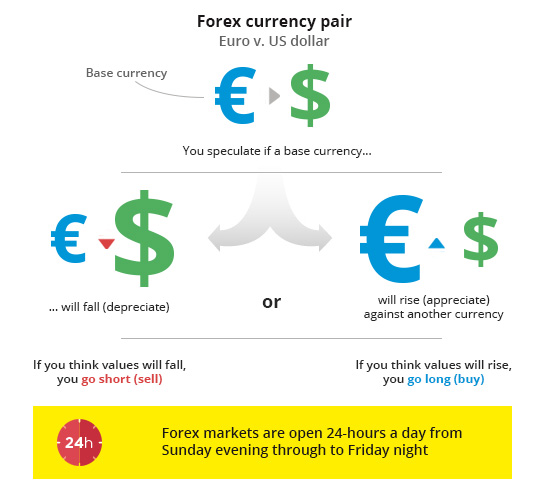 Forex currency pair
Euro v. US dollar
Base currency
€ $
You speculate if a base currency...
€ $
€ $
... will fall (depreciate)
or
will rise (appreciate)
against another currency
If you think values will fall,
you go short (sell)
If you think values will rise,
you go long (buy)
24h
Forex markets are open 24-hours a day from
Sunday evening through to Friday night